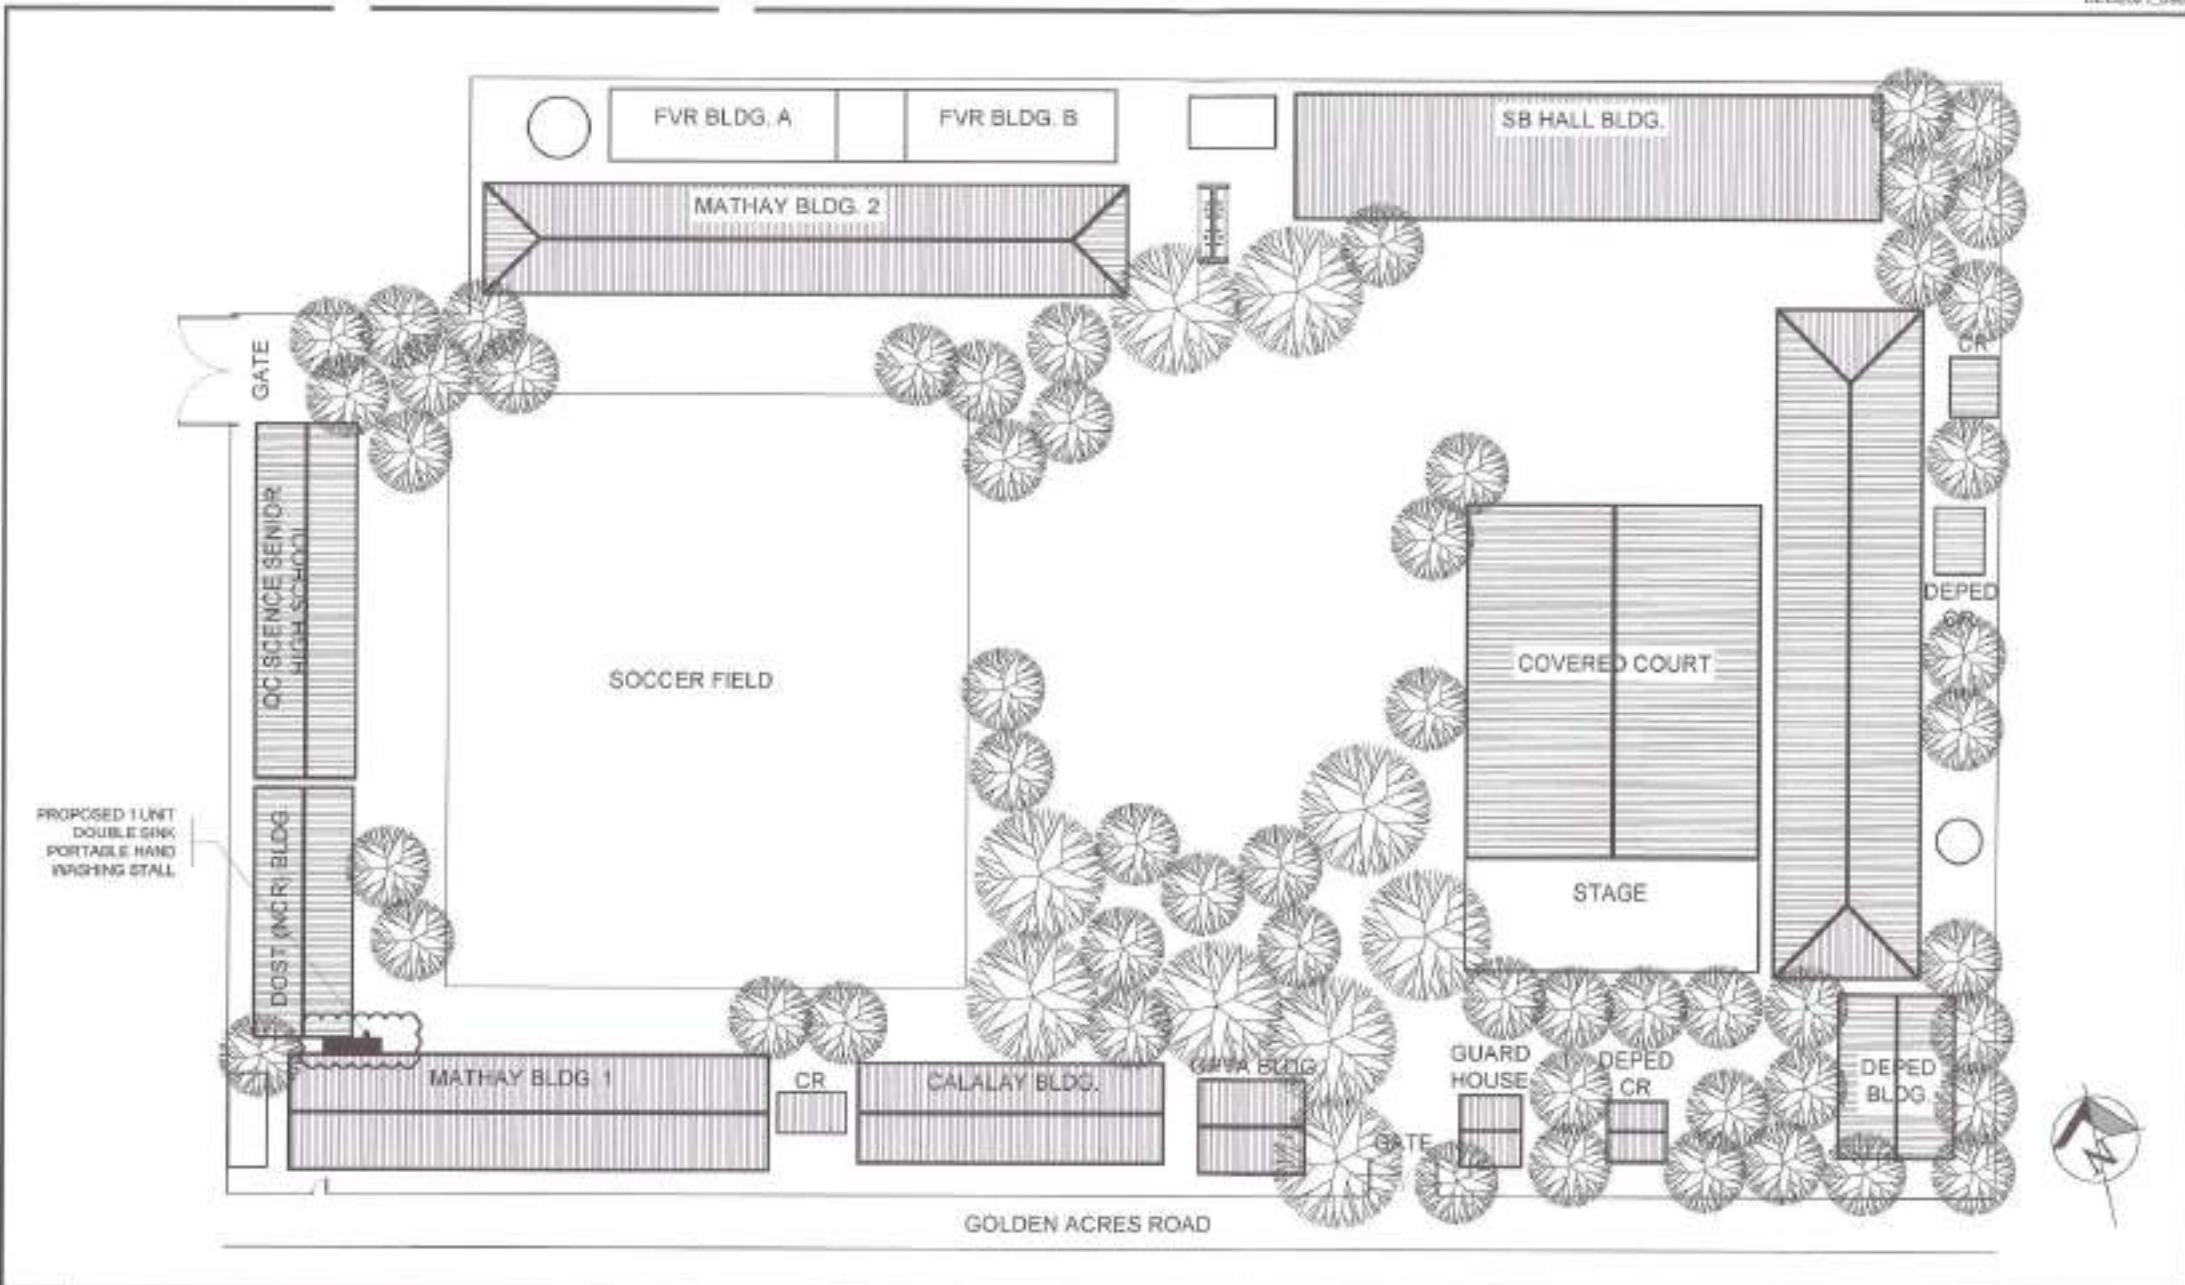 FVR BLDG. A
FVR BLDG. B
SB HALL BLDG.
MATHAY BLDG. 2
GATE
CR
QC SCENCE SENIOR
HIGH SCHOOL
DEPED
CR
SOCCER FIELD
COVERED COURT
PROPOSED 1 UNIT
DOUBLE SINK
PORTABLE HAND
WASHING STALL
DOST (NCR) BLDG.
STAGE
MATHAY BLDG. 1
CR
CALALAY BLDG.
BLDG.
GUARD
HOUSE
DEPED
CR
DEPED
BLDG.
GATE
N
GOLDEN ACRES ROAD